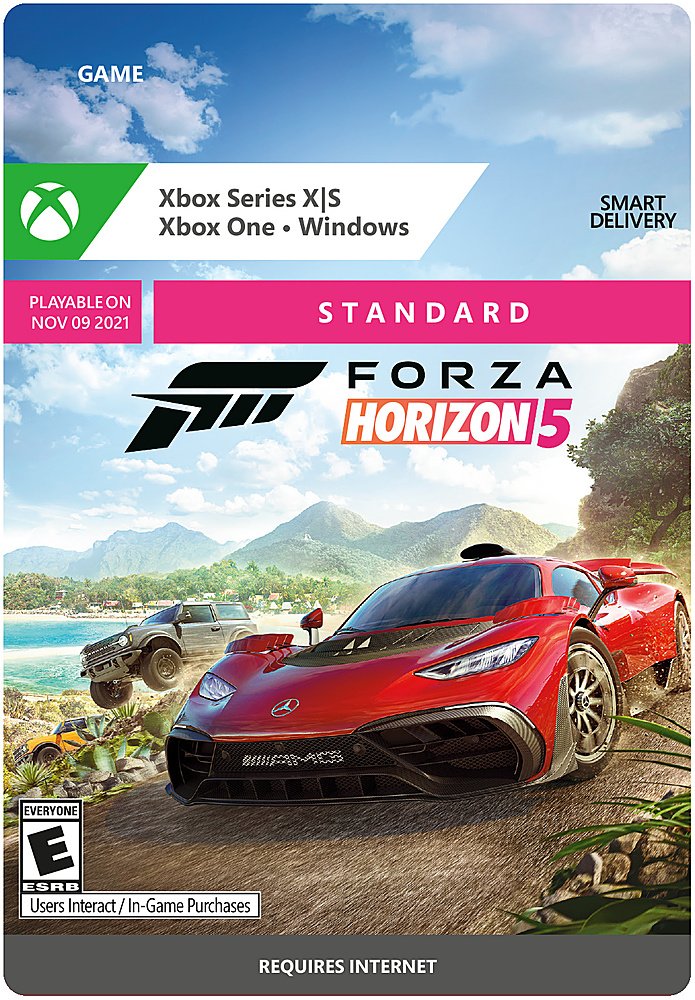 GAME
Xbox Series X|S
Xbox One • Windows
SMART
DELIVERY
PLAYABLE ON
NOV 09 2021
STANDARD
FORZA
HORIZON 5
AMG
EVERYONE
E
ESRB
Users Interact / In-Game Purchases
REQUIRES INTERNET